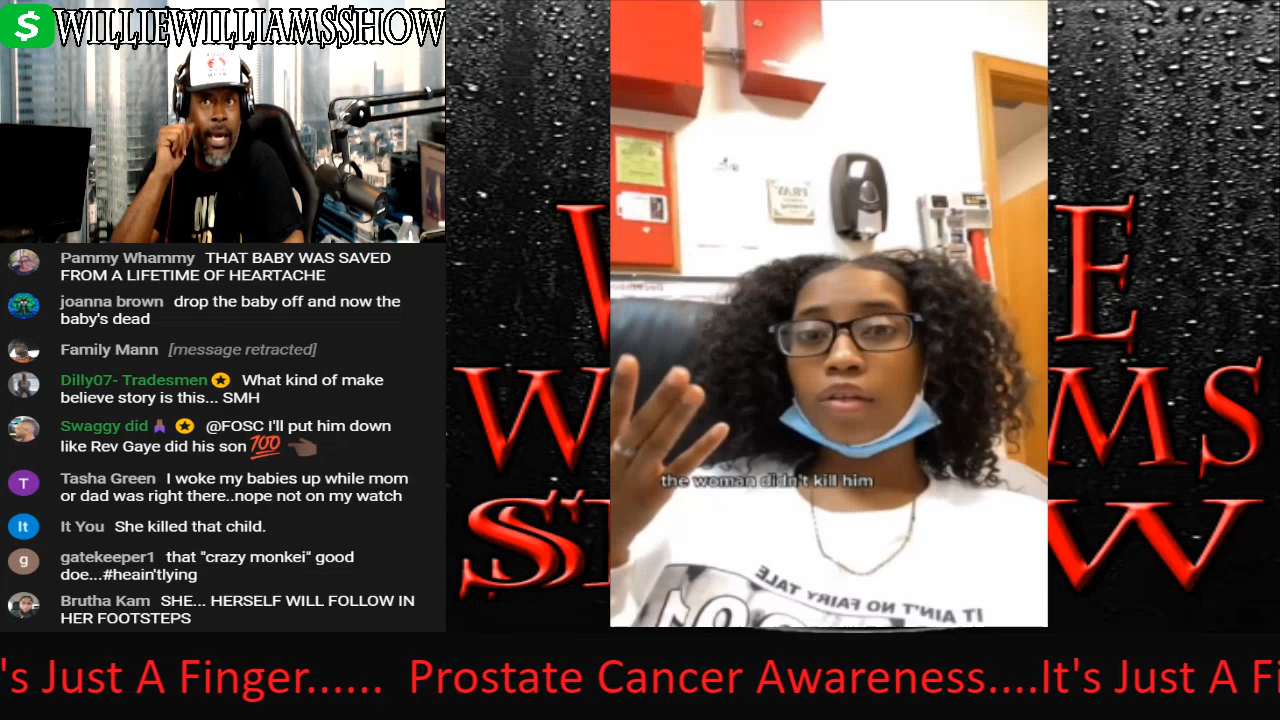 $WILLIEWILLIAMSSHOW
Pammy Whammy THAT BABY WAS SAVED
FROM A LIFETIME OF HEARTACHE
joanna brown drop the baby off and now the
baby's dead
Family Mann [message retracted]
Dilly07- Tradesmen What kind of make
believe story is this... SMH
Swaggy did @FOSC I'll put him down
like Rev Gaye did his son 💯
T Tasha Green I woke my babies up while mom
or dad was right there..nope not on my watch
It It You She killed that child.
g gatekeeper1 that "crazy monkei" good
doe...#heain'tlying
Brutha Kam SHE... HERSELF WILL FOLLOW IN
HER FOOTSTEPS
PRAY
the woman didn't kill him
IT AIN'T NO FAIRY TALE
W E
W MS
S W
's Just A Finger...... Prostate Cancer Awareness....It's Just A Fi